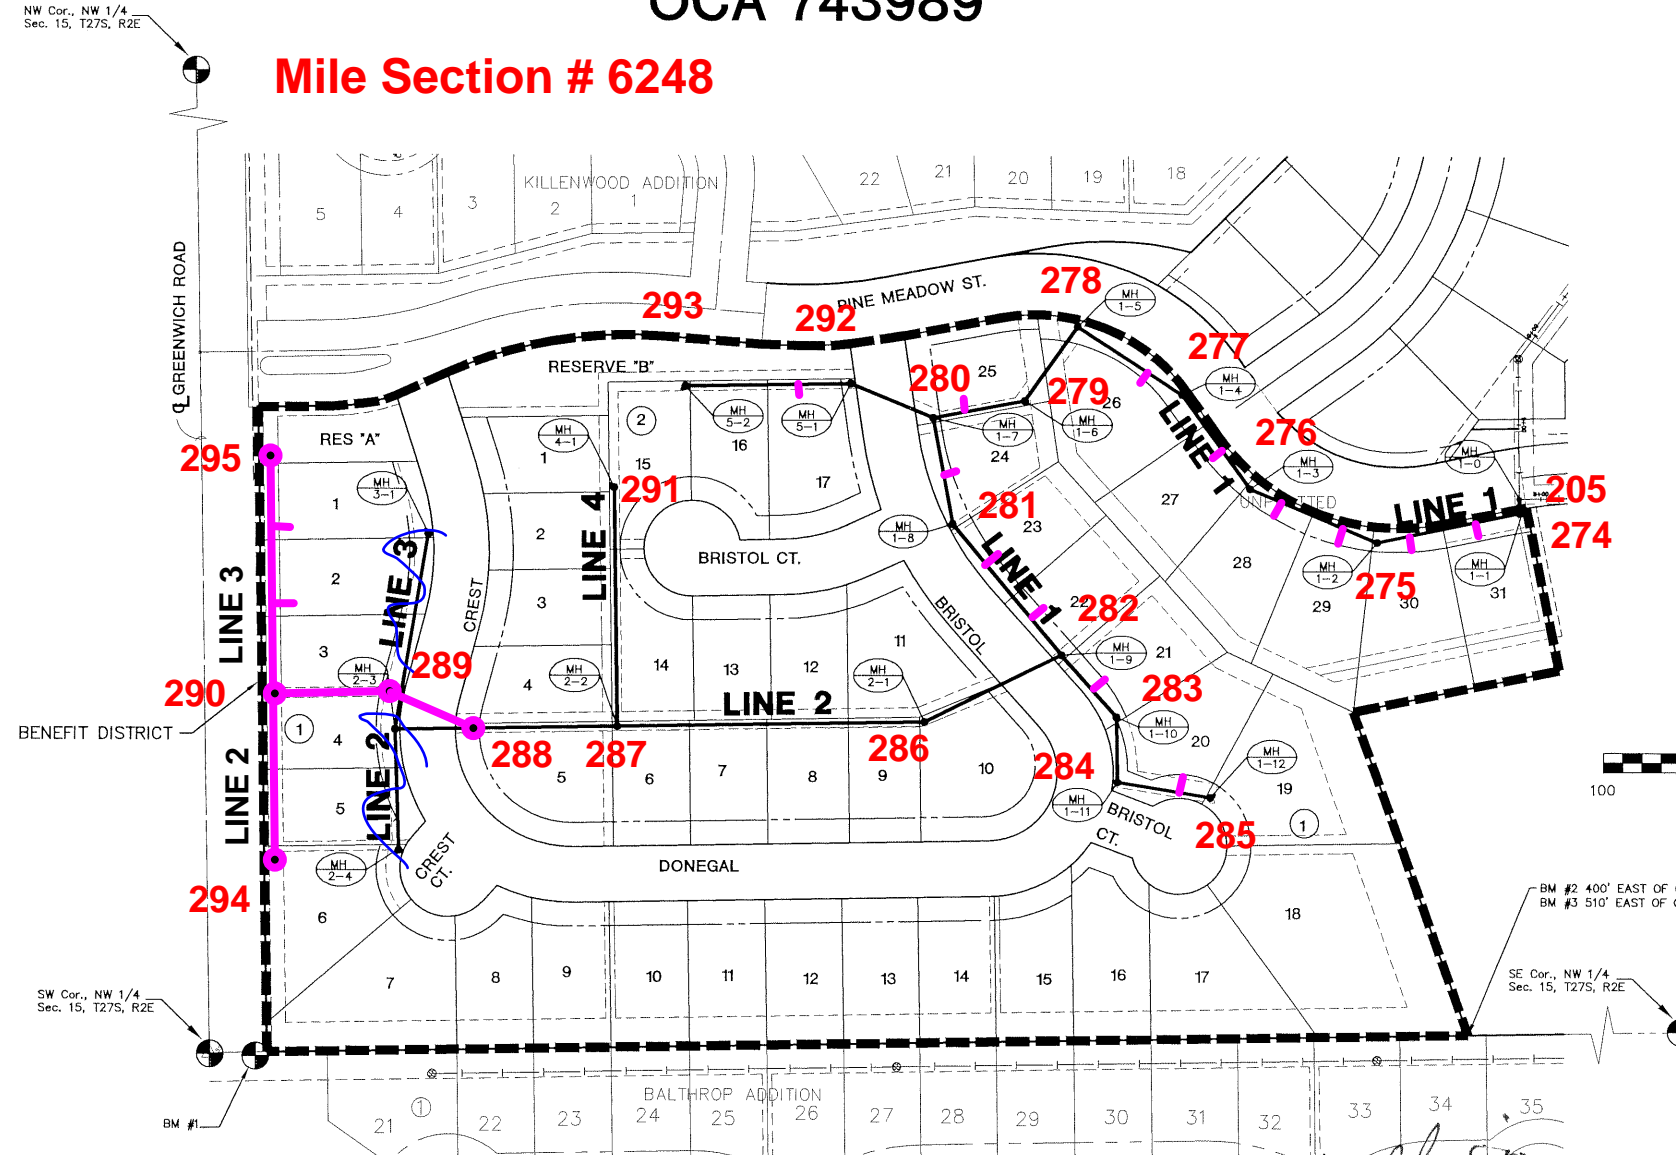 OCA 743989
NW Cor., NW 1/4
Sec. 15, T27S, R2E
Mile Section # 6248
KILLENWOOD ADDITION
5
4
3
2
1
22
21
20
19
18
℄ GREENWICH ROAD
PINE MEADOW ST.
278
MH
1-5
293
292
277
MH
1-4
RESERVE "B"
25
280
279
26
MH
5-2
MH
5-1
MH
1-7
MH
1-6
LINE 1
276
MH
1-3
MH
1-0
RES "A"
295
MH
4-1
2
16
1
15
24
17
MH
3-1
291
1
27
UNPLATTED
LINE 1
205
274
281
23
MH
1-8
LINE 4
2
BRISTOL CT.
LINE 3
2
LINE 3
CREST
3
LINE 1
28
MH
1-2
275
MH
1-1
22
282
29
30
31
BRISTOL
11
3
289
MH
2-3
4
MH
2-2
14
13
12
MH
2-1
MH
1-9
21
290
LINE 2
283
BENEFIT DISTRICT
1
4
288
287
286
MH
1-10
20
284
MH
1-12
LINE 2
LINE 2
5
5
6
7
8
9
10
19
100
MH
1-11
BRISTOL
CT.
285
1
CREST
CT.
DONEGAL
MH
2-4
294
6
18
BM #2 400' EAST OF
BM #3 510' EAST OF
7
8
9
10
11
12
13
14
15
16
17
SE Cor., NW 1/4
Sec. 15, T27S, R2E
SW Cor., NW 1/4
Sec. 15, T27S, R2E
BM #1
BALTHROP ADDITION
1
21
22
23
24
25
26
27
28
29
30
31
32
33
34
35